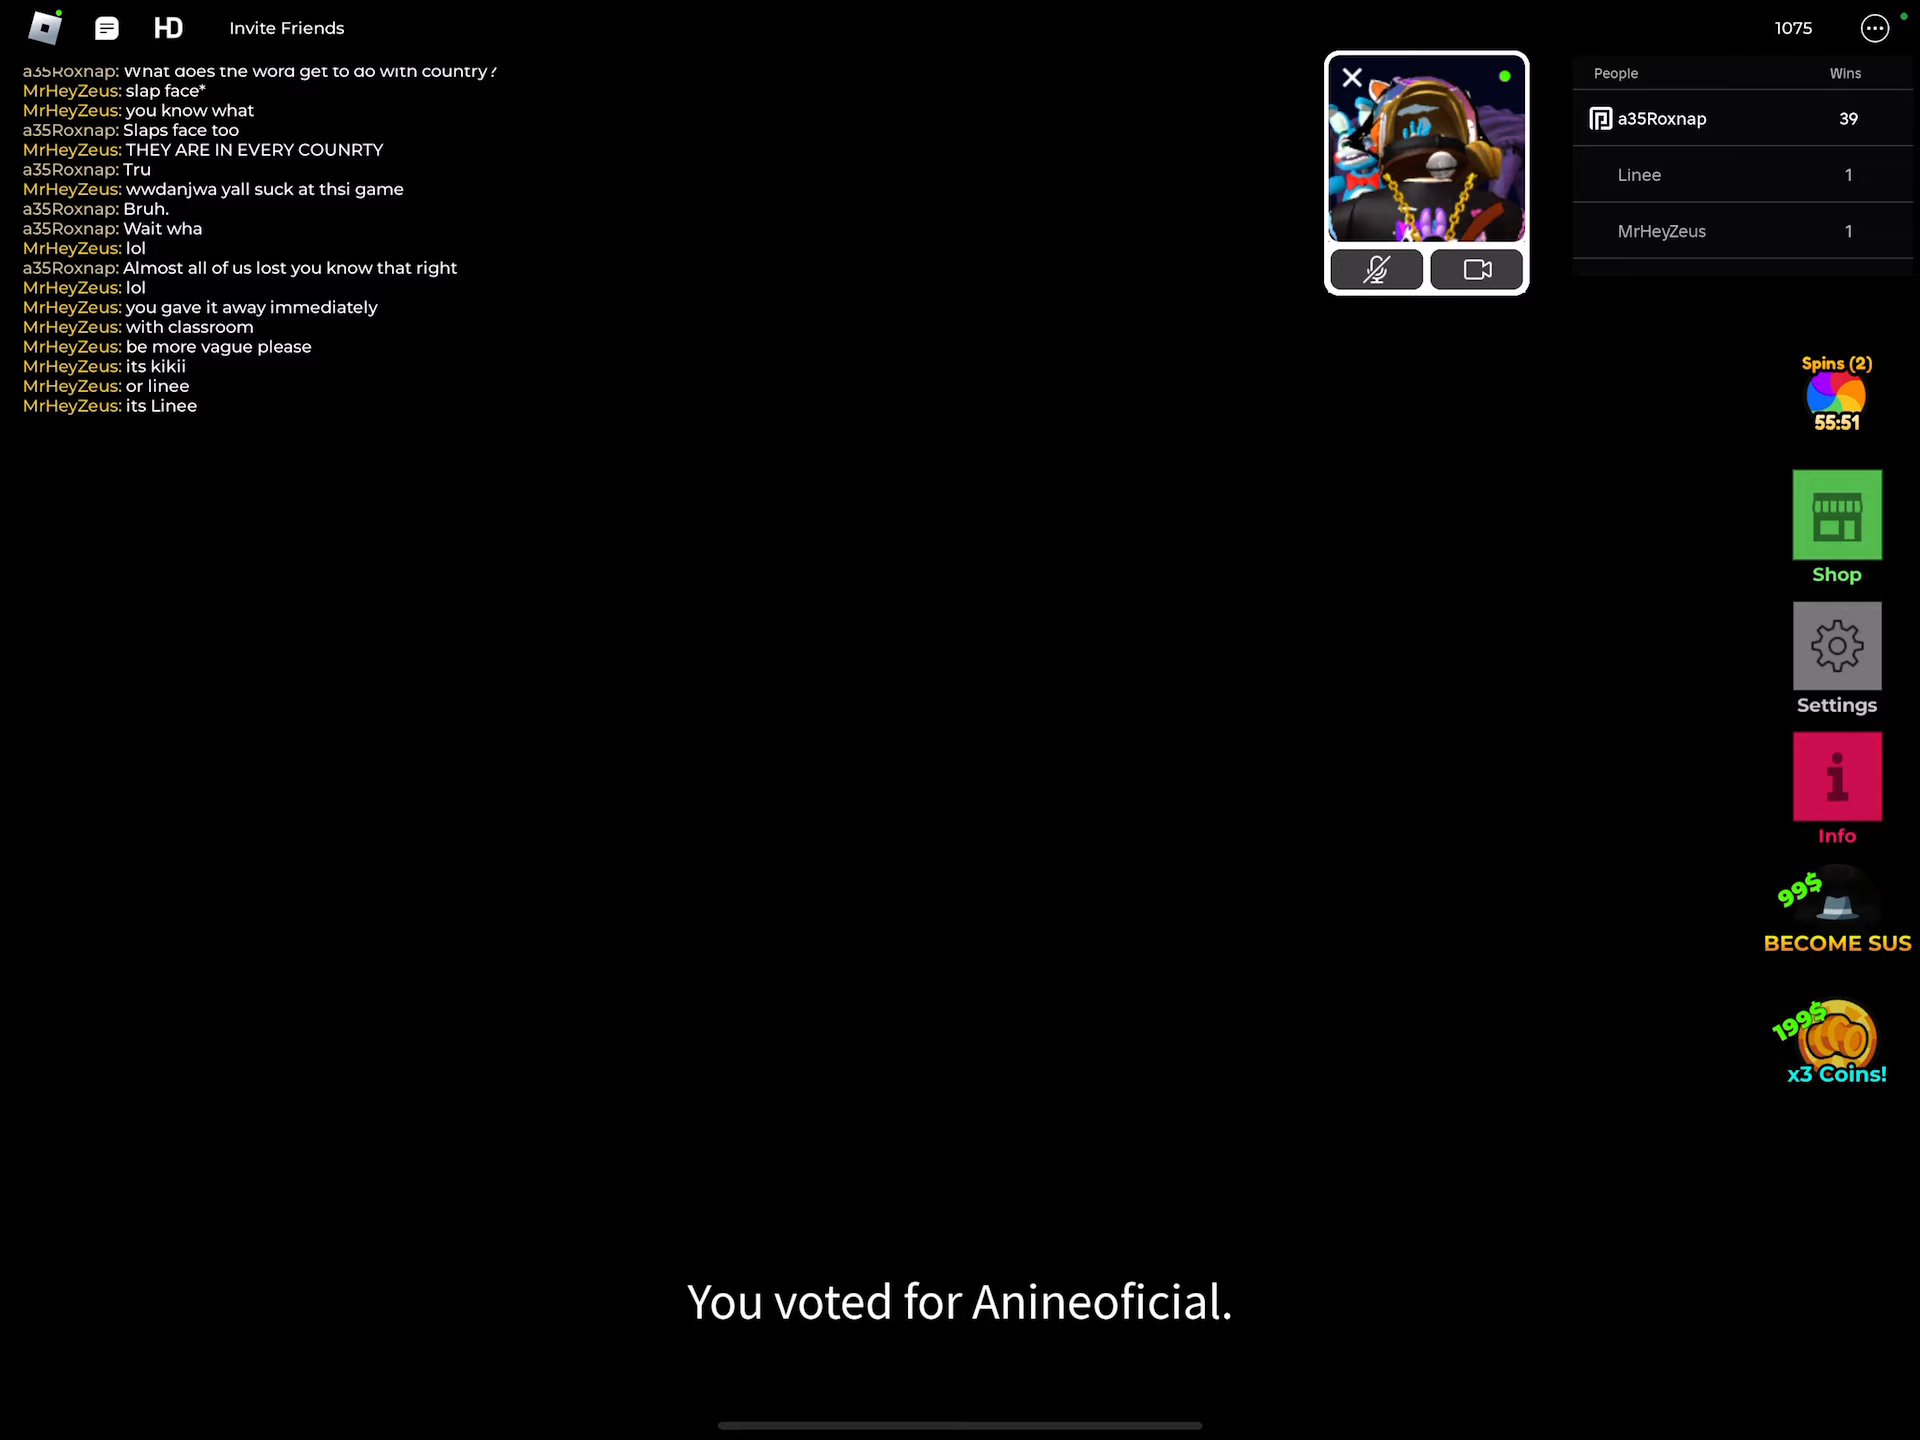 HD Invite Friends 1075
a35Roxnap: What does the word get to do with country?
MrHeyZeus: slap face*
MrHeyZeus: you know what
a35Roxnap: Slaps face too
MrHeyZeus: THEY ARE IN EVERY COUNRTY
a35Roxnap: Tru
MrHeyZeus: wwdanjwa yall suck at thsi game
a35Roxnap: Bruh.
a35Roxnap: Wait wha
MrHeyZeus: lol
a35Roxnap: Almost all of us lost you know that right
MrHeyZeus: lol
MrHeyZeus: you gave it away immediately
MrHeyZeus: with classroom
MrHeyZeus: be more vague please
MrHeyZeus: its kikii
MrHeyZeus: or linee
MrHeyZeus: its Linee
People Wins
a35Roxnap 39
Linee 1
MrHeyZeus 1
Spins (2)
55:51
Shop
Settings
Info
99$
BECOME SUS
199$
x3 Coins!
You voted for Anineoficial.